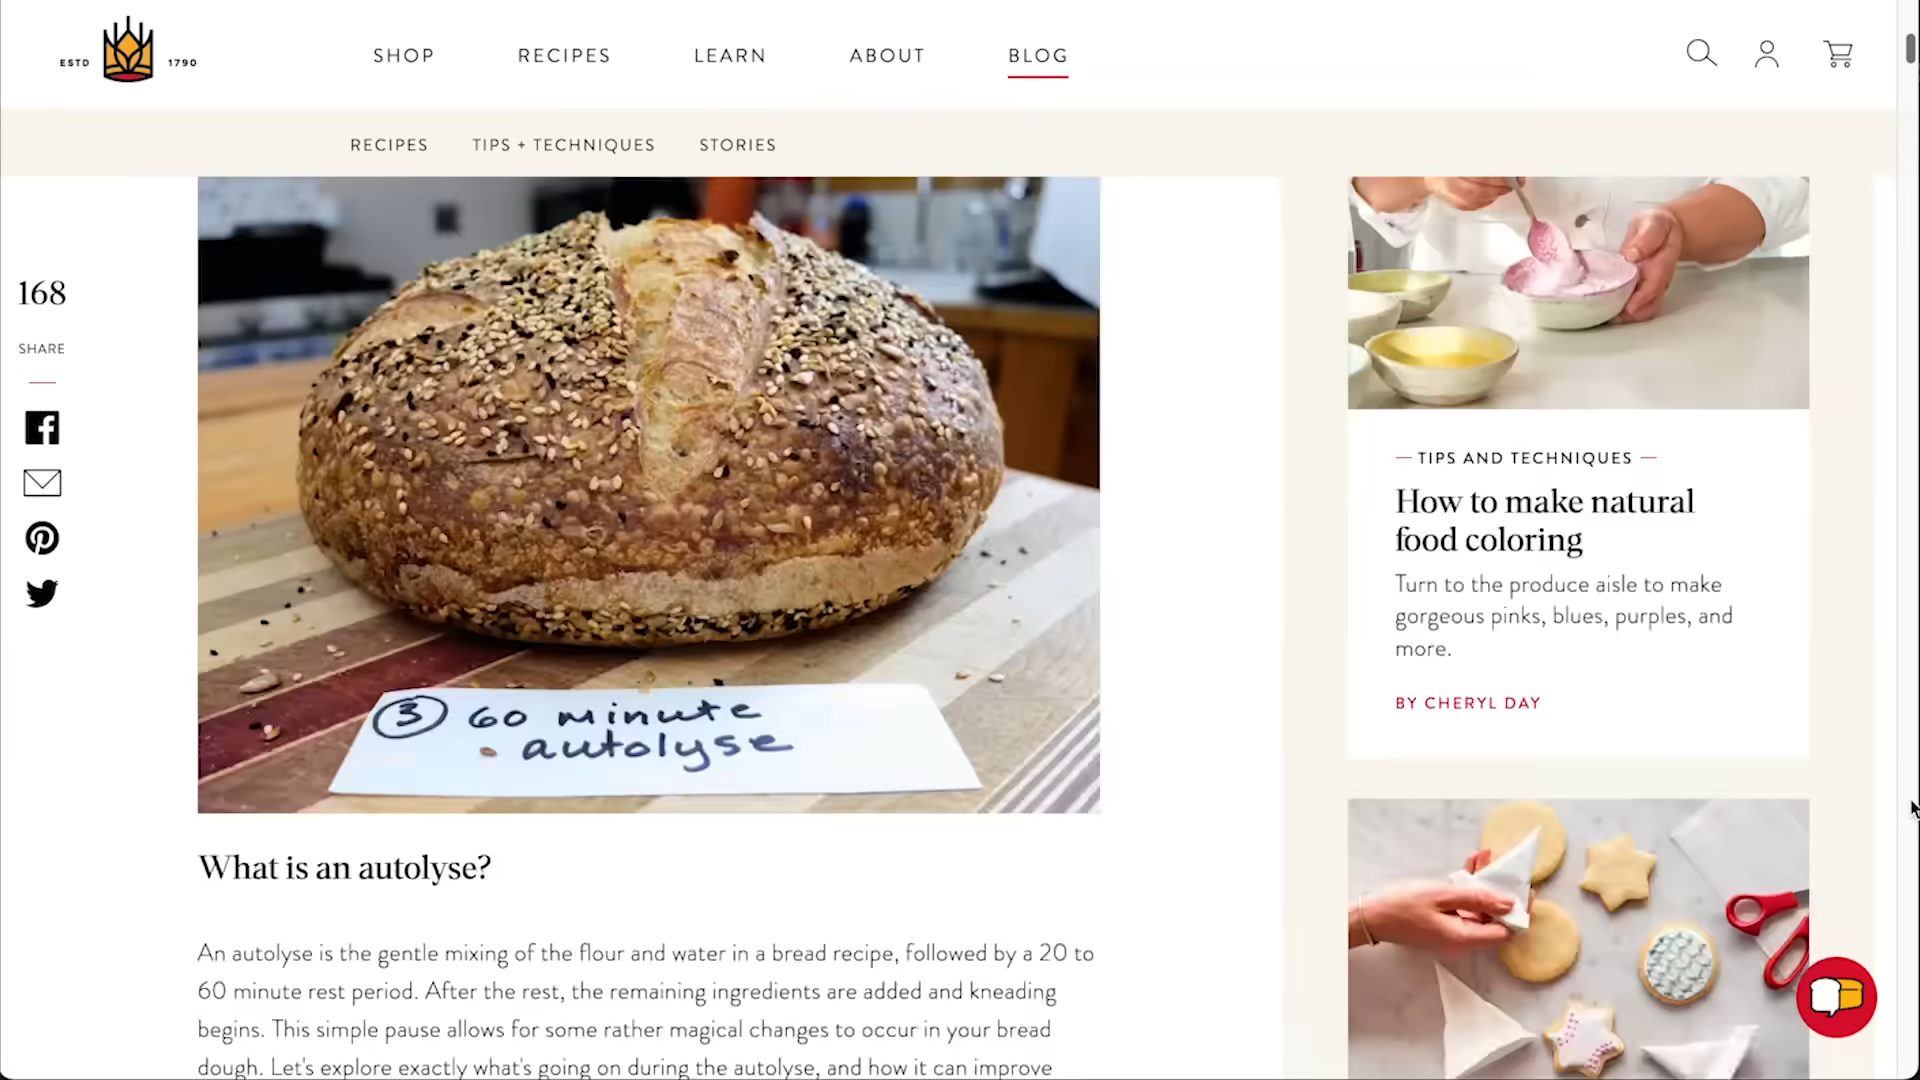 ESTD 1790
SHOP RECIPES LEARN ABOUT BLOG
RECIPES TIPS + TECHNIQUES STORIES
168
SHARE
3 60 minute
autolyse
What is an autolyse?
An autolyse is the gentle mixing of the flour and water in a bread recipe, followed by a 20 to
60 minute rest period. After the rest, the remaining ingredients are added and kneading
begins. This simple pause allows for some rather magical changes to occur in your bread
dough. Let's explore exactly what's going on during the autolyse, and how it can improve
TIPS AND TECHNIQUES
How to make natural
food coloring
Turn to the produce aisle to make
gorgeous pinks, blues, purples, and
more.
BY CHERYL DAY